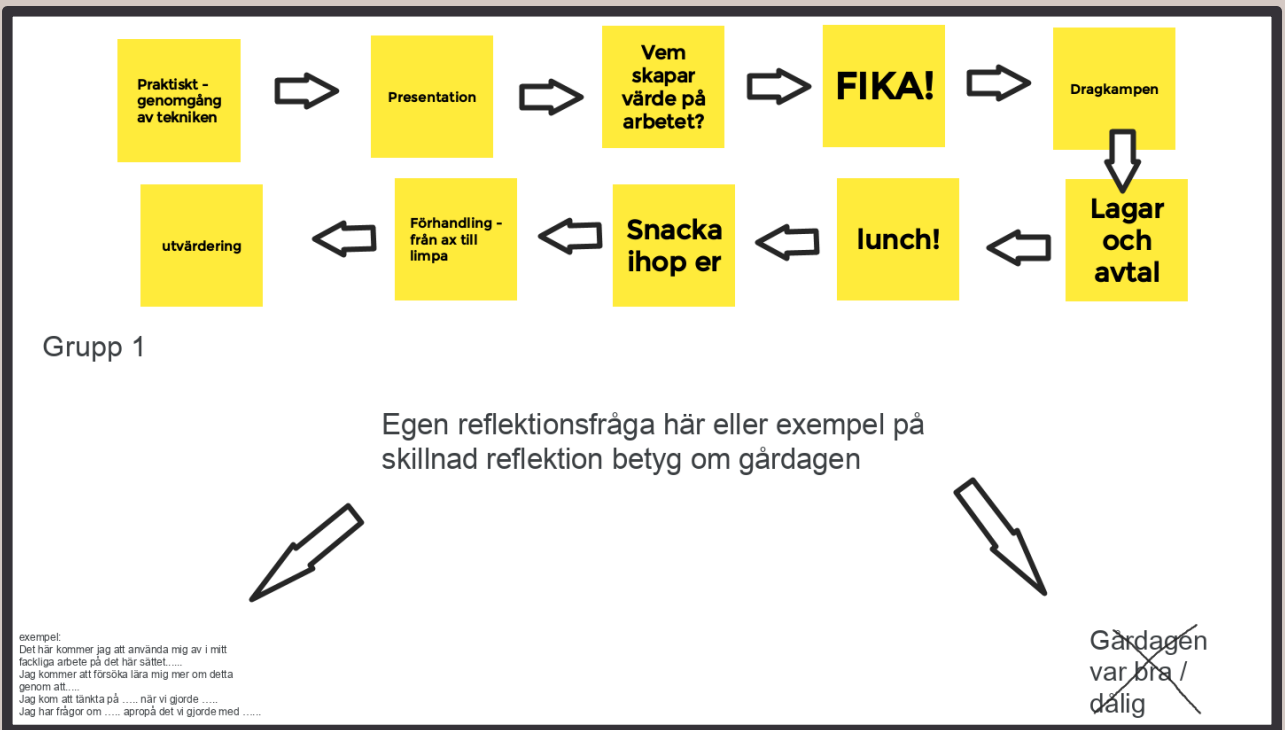 Praktiskt -
genomgång
av tekniken
Presentation
Vem
skapar
värde på
arbetet?
FIKA!
Dragkampen
Lagar
och
avtal
lunch!
Snacka
ihop er
Förhandling -
från ax till
limpa
utvärdering
Grupp 1
Egen reflektionsfråga här eller exempel på
skillnad reflektion betyg om gårdagen
exempel:
Det här kommer jag att använda mig av i mitt
fackliga arbete på det här sättet......
Jag kommer att försöka lära mig mer om detta
genom att.....
Jag kom att tänkta på ..... när vi gjorde .....
Jag har frågor om ..... apropå det vi gjorde med ......
Gårdagen
var bra /
dålig